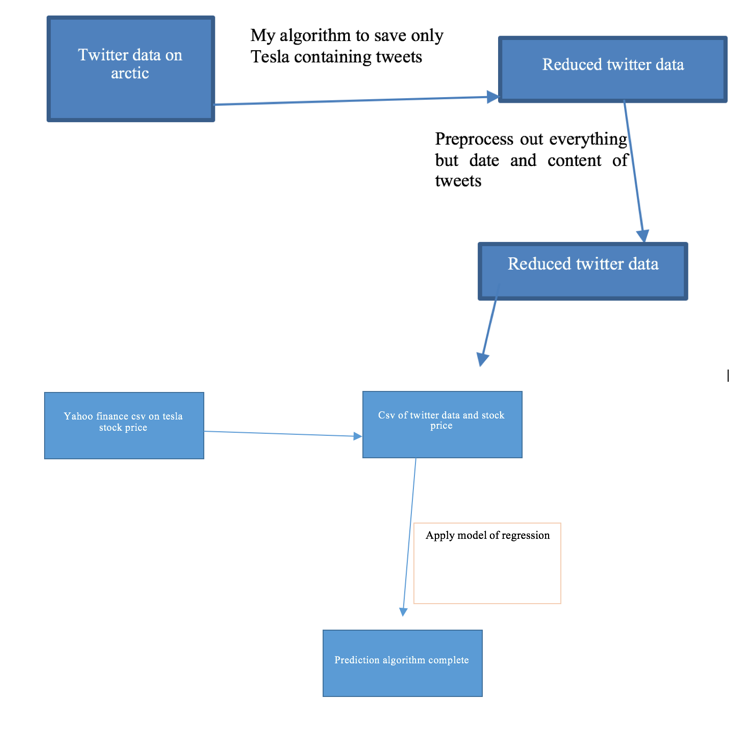 Twitter data on
arctic
My algorithm to save only
Tesla containing tweets
Reduced twitter data
Preprocess out everything
but date and content of
tweets
Reduced twitter data
Yahoo finance csv on tesla
stock price
Csv of twitter data and stock
price
Apply model of regression
Prediction algorithm complete